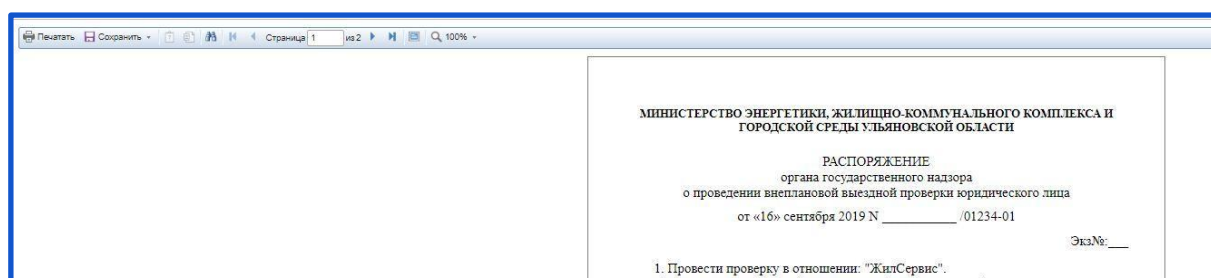 Печатать Сохранить Страница 1 из 2 100%
МИНИСТЕРСТВО ЭНЕРГЕТИКИ, ЖИЛИЩНО-КОММУНАЛЬНОГО КОМПЛЕКСА И
ГОРОДСКОЙ СРЕДЫ УЛЬЯНОВСКОЙ ОБЛАСТИ
РАСПОРЯЖЕНИЕ
органа государственного надзора
о проведении внеплановой выездной проверки юридического лица
от «16» сентября 2019 N ___________ /01234-01
Экз№:___
1. Провести проверку в отношении: "ЖилСервис".